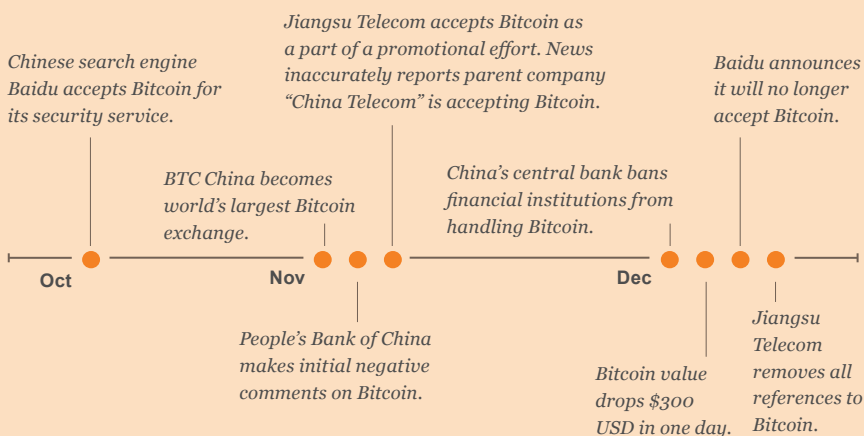 Chinese search engine
Baidu accepts Bitcoin for
its security service.
Jiangsu Telecom accepts Bitcoin as
a part of a promotional effort. News
inaccurately reports parent company
“China Telecom” is accepting Bitcoin.
Baidu announces
it will no longer
accept Bitcoin.
BTC China becomes
world’s largest Bitcoin
exchange.
China’s central bank bans
financial institutions from
handling Bitcoin.
Oct
Nov
Dec
People’s Bank of China
makes initial negative
comments on Bitcoin.
Bitcoin value
drops $300
USD in one day.
Jiangsu
Telecom
removes all
references to
Bitcoin.